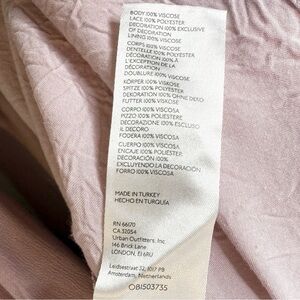 BODY 100% VISCOSE
LACE 100% POLYESTER
DECORATION 100% EXCLUSIVE
OF DECORATION
LINING 100% VISCOSE
CORPS 100% VISCOSE
DENTELLE 100% POLYESTER
DÉCORATION 100% À
L'EXCEPTION DE LA
DÉCORATION
DOUBLURE 100% VISCOSE
KÖRPER 100% VISKOSE
SPITZE 100% POLYESTER
DEKORATION 100% OHNE DEKO
FUTTER 100% VISKOSE
CORPO 100% VISCOSA
PIZZO 100% POLIESTERE
DECORAZIONE 100% ESCLUSO
IL DECORO
FODERA 100% VISCOSA
CUERPO 100% VISCOSA
ENCAJE 100% POLIÉSTER
DECORACIÓN 100%
EXCLUYENDO LA DECORACIÓN
FORRO 100% VISCOSA
MADE IN TURKEY
HECHO EN TURQUÍA
RN 66170
CA 32054
Urban Outfitters, Inc.
146 Brick Lane
LONDON, E1 6RU
Leidsestraat 32, 1017 PB
Amsterdam, Netherlands
OBI503735